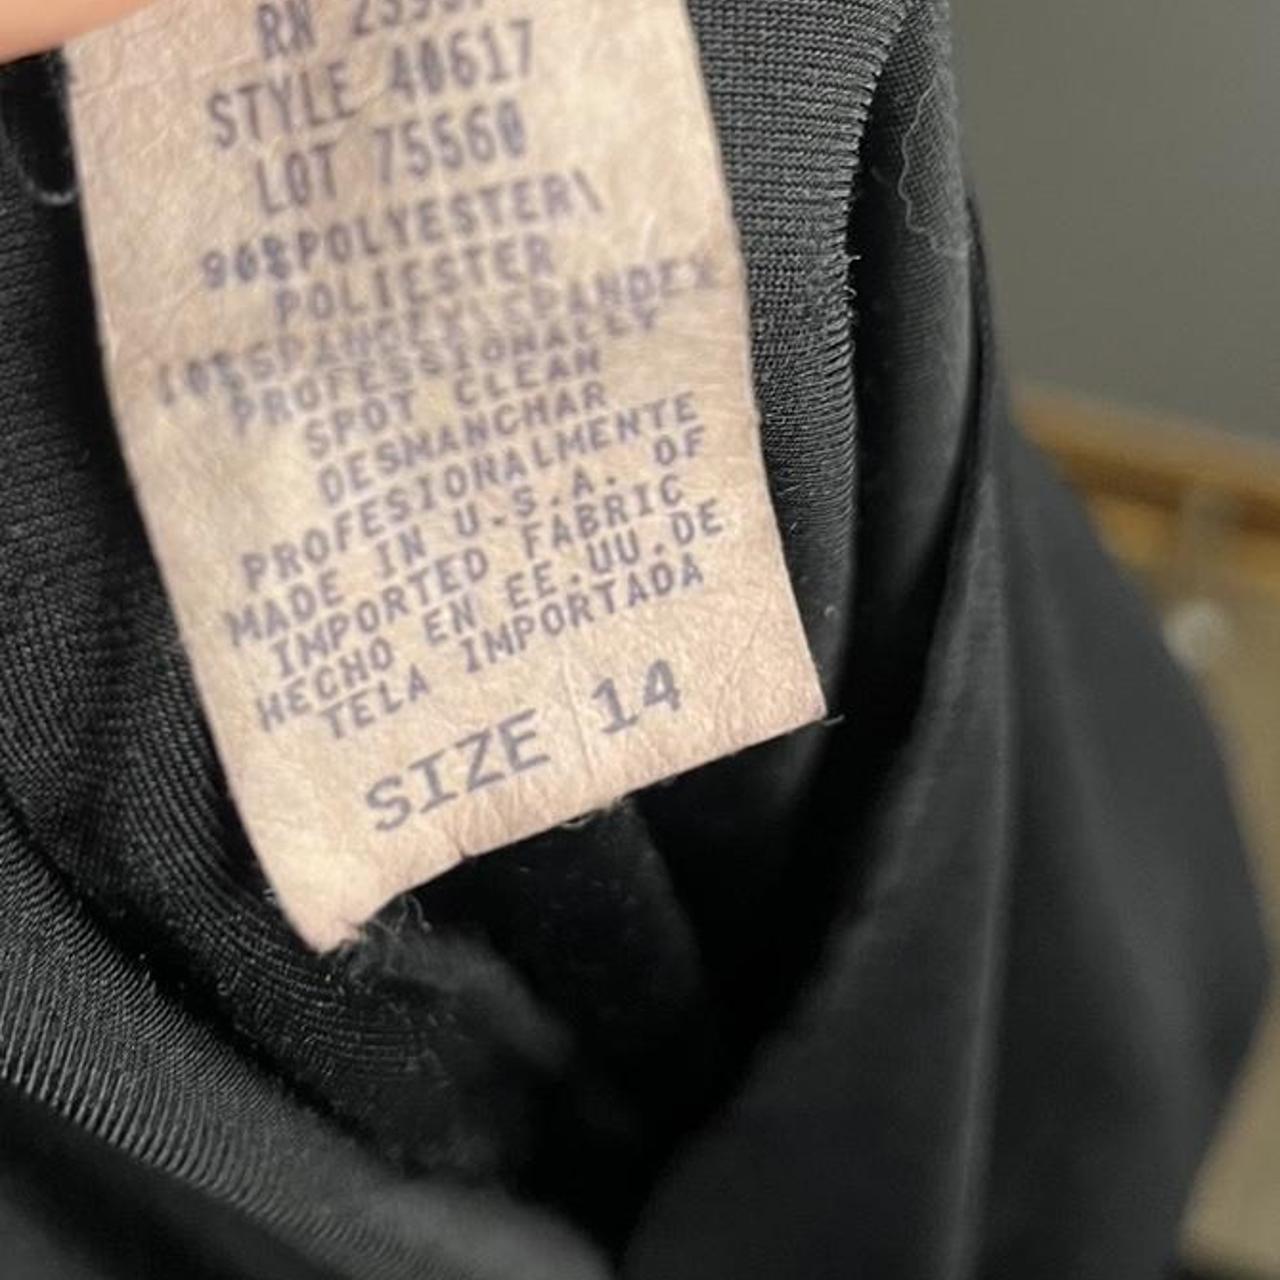 RN
STYLE 40617
LOT 75560
90%POLYESTER\
POLIESTER
10%SPANDEX\SPANDEX
PROFESSIONALLY
SPOT CLEAN
DESMANCHAR
PROFESIONALMENTE
MADE IN U.S.A. OF
IMPORTED FABRIC
HECHO EN EE.UU.DE
TELA IMPORTADA
SIZE 14